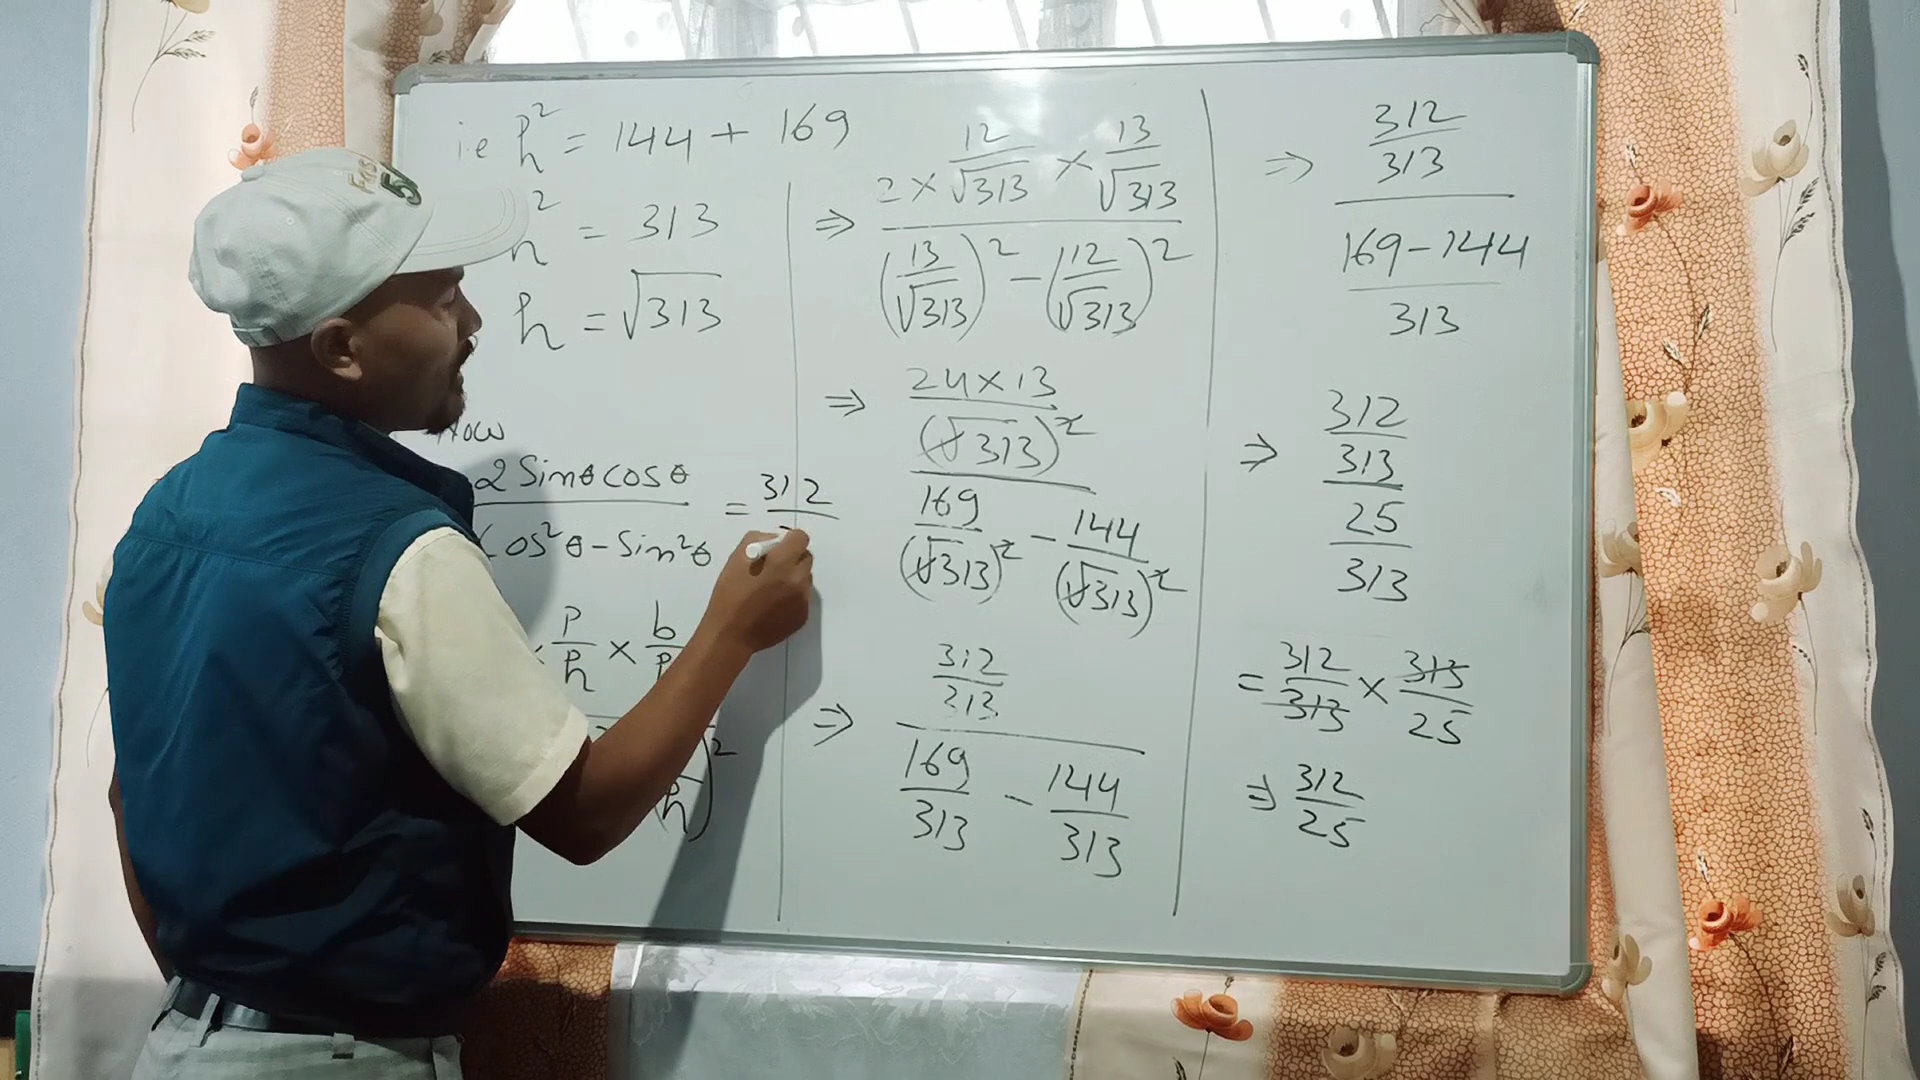 i.e h² = 144 + 169
² = 313
h = √313
Now
2 Sinθ Cosθ = 312
Cos²θ - Sin²θ
p × b
h
)²
h
⇒ 2 × 12/√313 × 13/√313
(13/√313)² - (12/√313)²
⇒ 24 × 13
(√313)²
169/(√313)² - 144/(√313)²
⇒ 312/313
169/313 - 144/313
⇒ 312/313
169 - 144
313
⇒ 312/313
25/313
= 312/313 × 313/25
⇒ 312/25